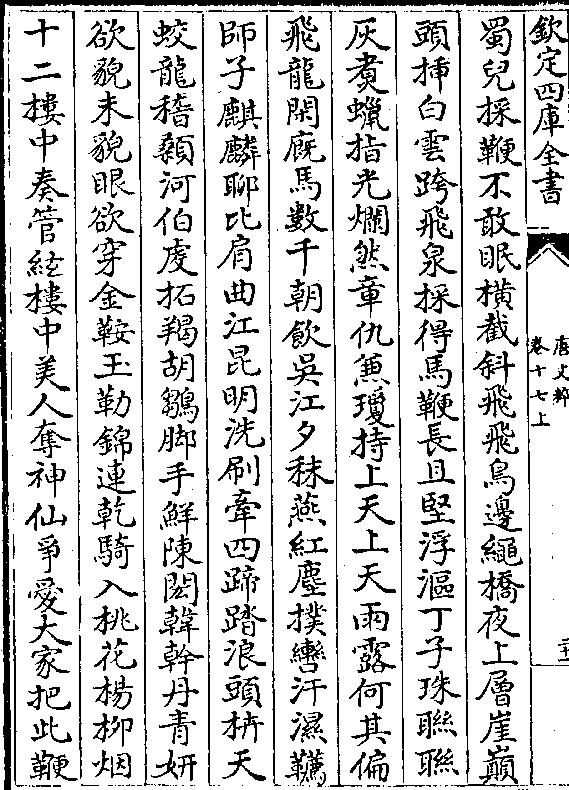 欽定四庫全書
唐文粹
卷十七上
蜀兒採鞭不敢眠橫截斜飛飛鳥邊繩橋夜上層崖巔
頭揷白雲跨飛泉採得馬鞭長且堅浮漚丁子珠聯聯
灰煑蠟揩光爛然章仇兼瓊持上天上天雨露何其偏
飛龍閑廐馬數千朝飲吳江夕秣燕紅塵撲轡汗濕韉
師子麒麟聊比肩曲江昆明洗刷牽四蹄踏浪頭枿天
蛟龍稽顙河伯䖍拓羯胡鶵脚手鮮陳閎韓幹丹青妍
欲貌未貌眼欲穿金鞍玉勒錦連乾騎入桃花楊柳烟
十二樓中奏管絃樓中美人奪神仙爭愛大家把此鞭